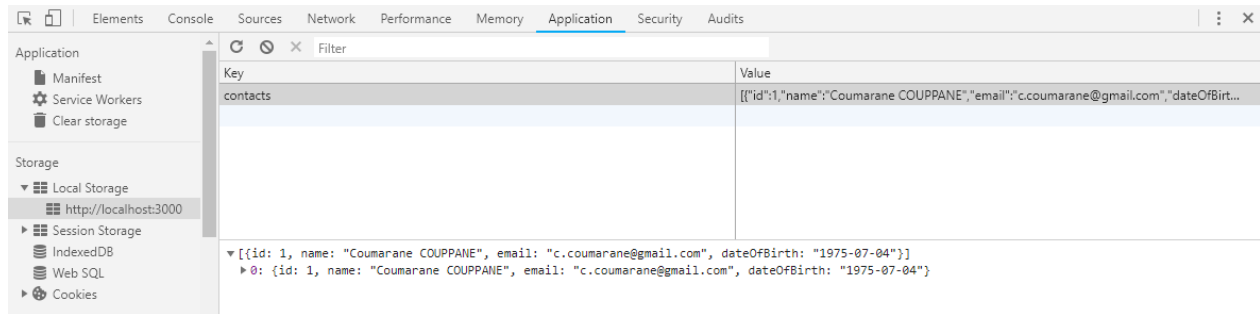 Elements Console Sources Network Performance Memory Application Security Audits
Application
Manifest
Service Workers
Clear storage
Storage
Local Storage
http://localhost:3000
Session Storage
IndexedDB
Web SQL
Cookies
Filter
Key Value
contacts [{"id":1,"name":"Coumarane COUPPANE","email":"c.coumarane@gmail.com","dateOfBirt...
[{id: 1, name: "Coumarane COUPPANE", email: "c.coumarane@gmail.com", dateOfBirth: "1975-07-04"}]
0: {id: 1, name: "Coumarane COUPPANE", email: "c.coumarane@gmail.com", dateOfBirth: "1975-07-04"}